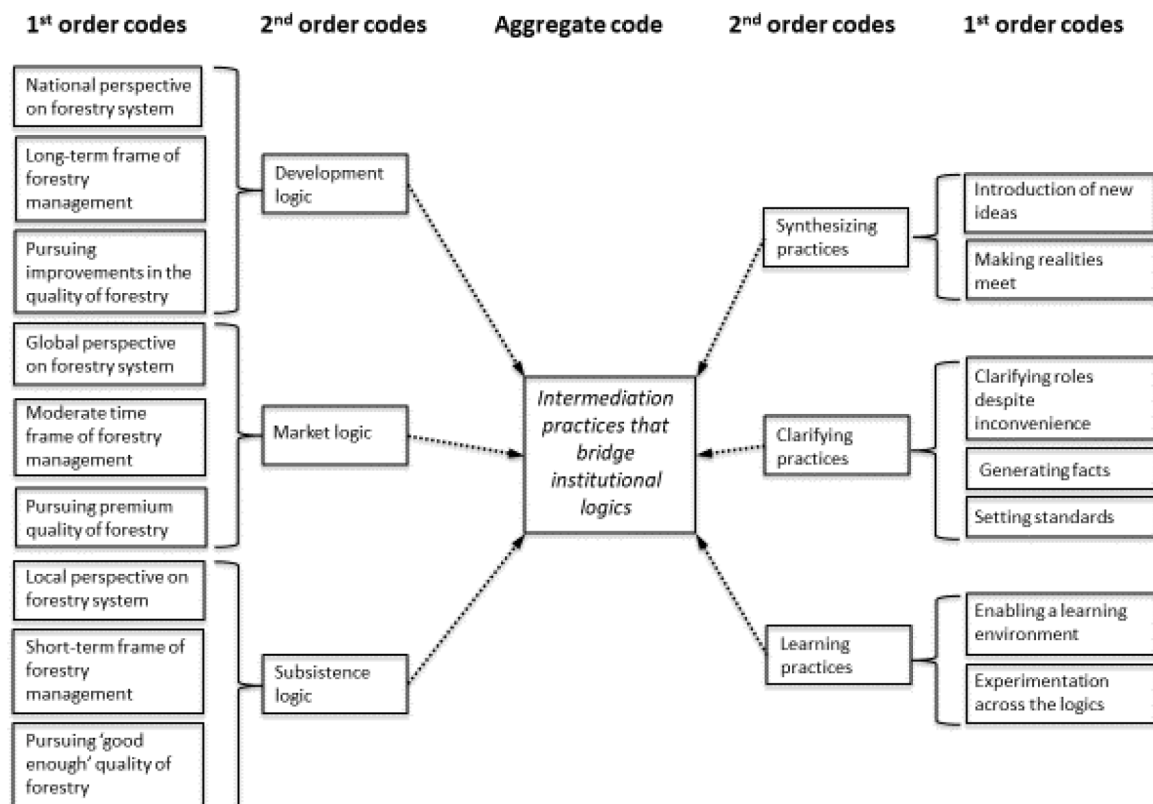 1st order codes
2nd order codes
Aggregate code
2nd order codes
1st order codes
National perspective
on forestry system
Long-term frame of
forestry
management
Pursuing
improvements in the
quality of forestry
Global perspective
on forestry system
Moderate time
frame of forestry
management
Pursuing premium
quality of forestry
Local perspective on
forestry system
Short-term frame of
forestry
management
Pursuing ‘good
enough’ quality of
forestry
Development
logic
Market logic
Subsistence
logic
Intermediation
practices that
bridge
institutional
logics
Synthesizing
practices
Clarifying
practices
Learning
practices
Introduction of new
ideas
Making realities
meet
Clarifying roles
despite
inconvenience
Generating facts
Setting standards
Enabling a learning
environment
Experimentation
across the logics